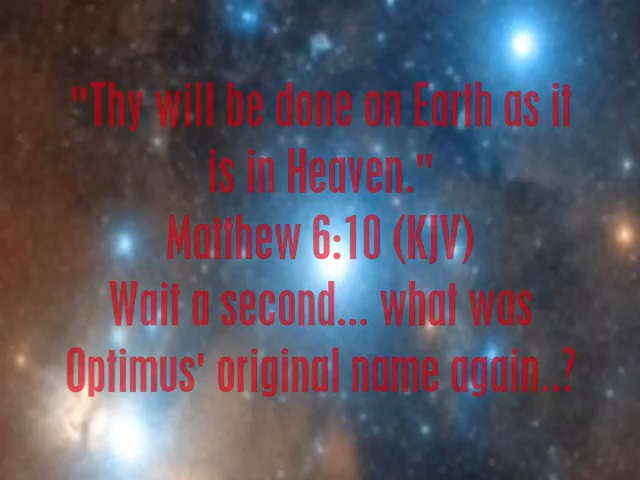 "Thy will be done on Earth as it
is in Heaven."
Matthew 6:10 (KJV)
Wait a second... what was
Optimus' original name again..?